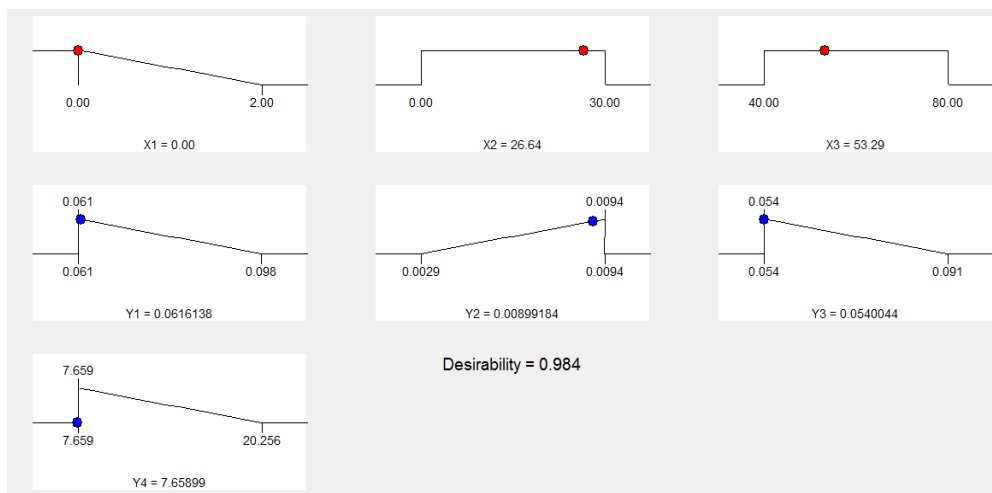 0.00 2.00
X1 = 0.00
0.00 30.00
X2 = 26.64
40.00 80.00
X3 = 53.29
0.061
0.061 0.098
Y1 = 0.0616138
0.0094
0.0029 0.0094
Y2 = 0.00899184
0.054
0.054 0.091
Y3 = 0.0540044
7.659
7.659 20.256
Y4 = 7.65899
Desirability = 0.984